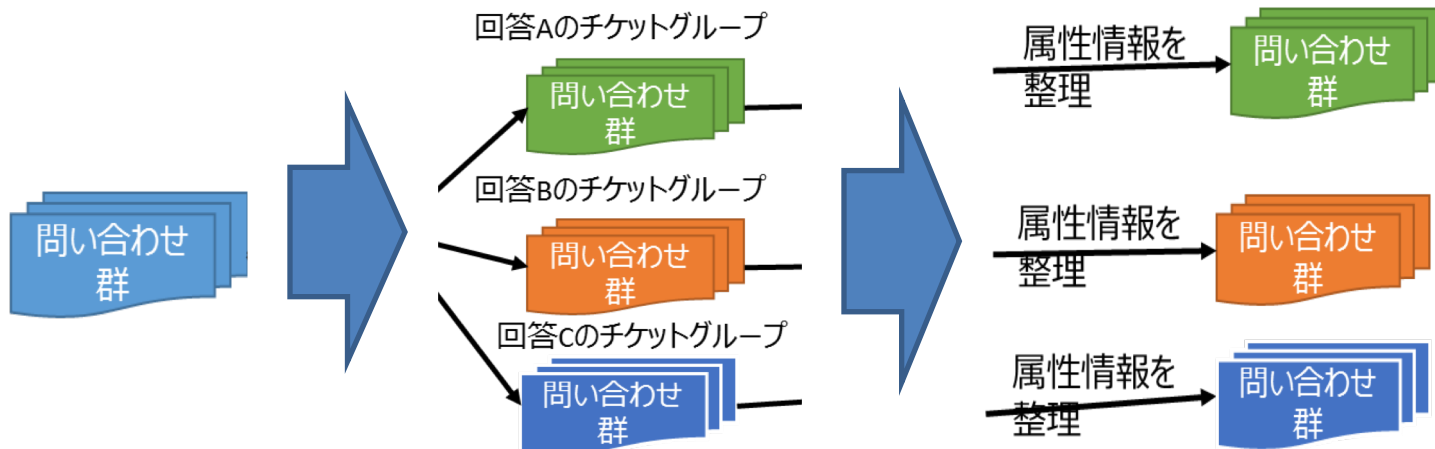 問い合わせ
群
回答Aのチケットグループ
問い合わせ
群
回答Bのチケットグループ
問い合わせ
群
回答Cのチケットグループ
問い合わせ
群
属性情報を
整理
問い合わせ
群
属性情報を
整理
問い合わせ
群
属性情報を
整理
問い合わせ
群